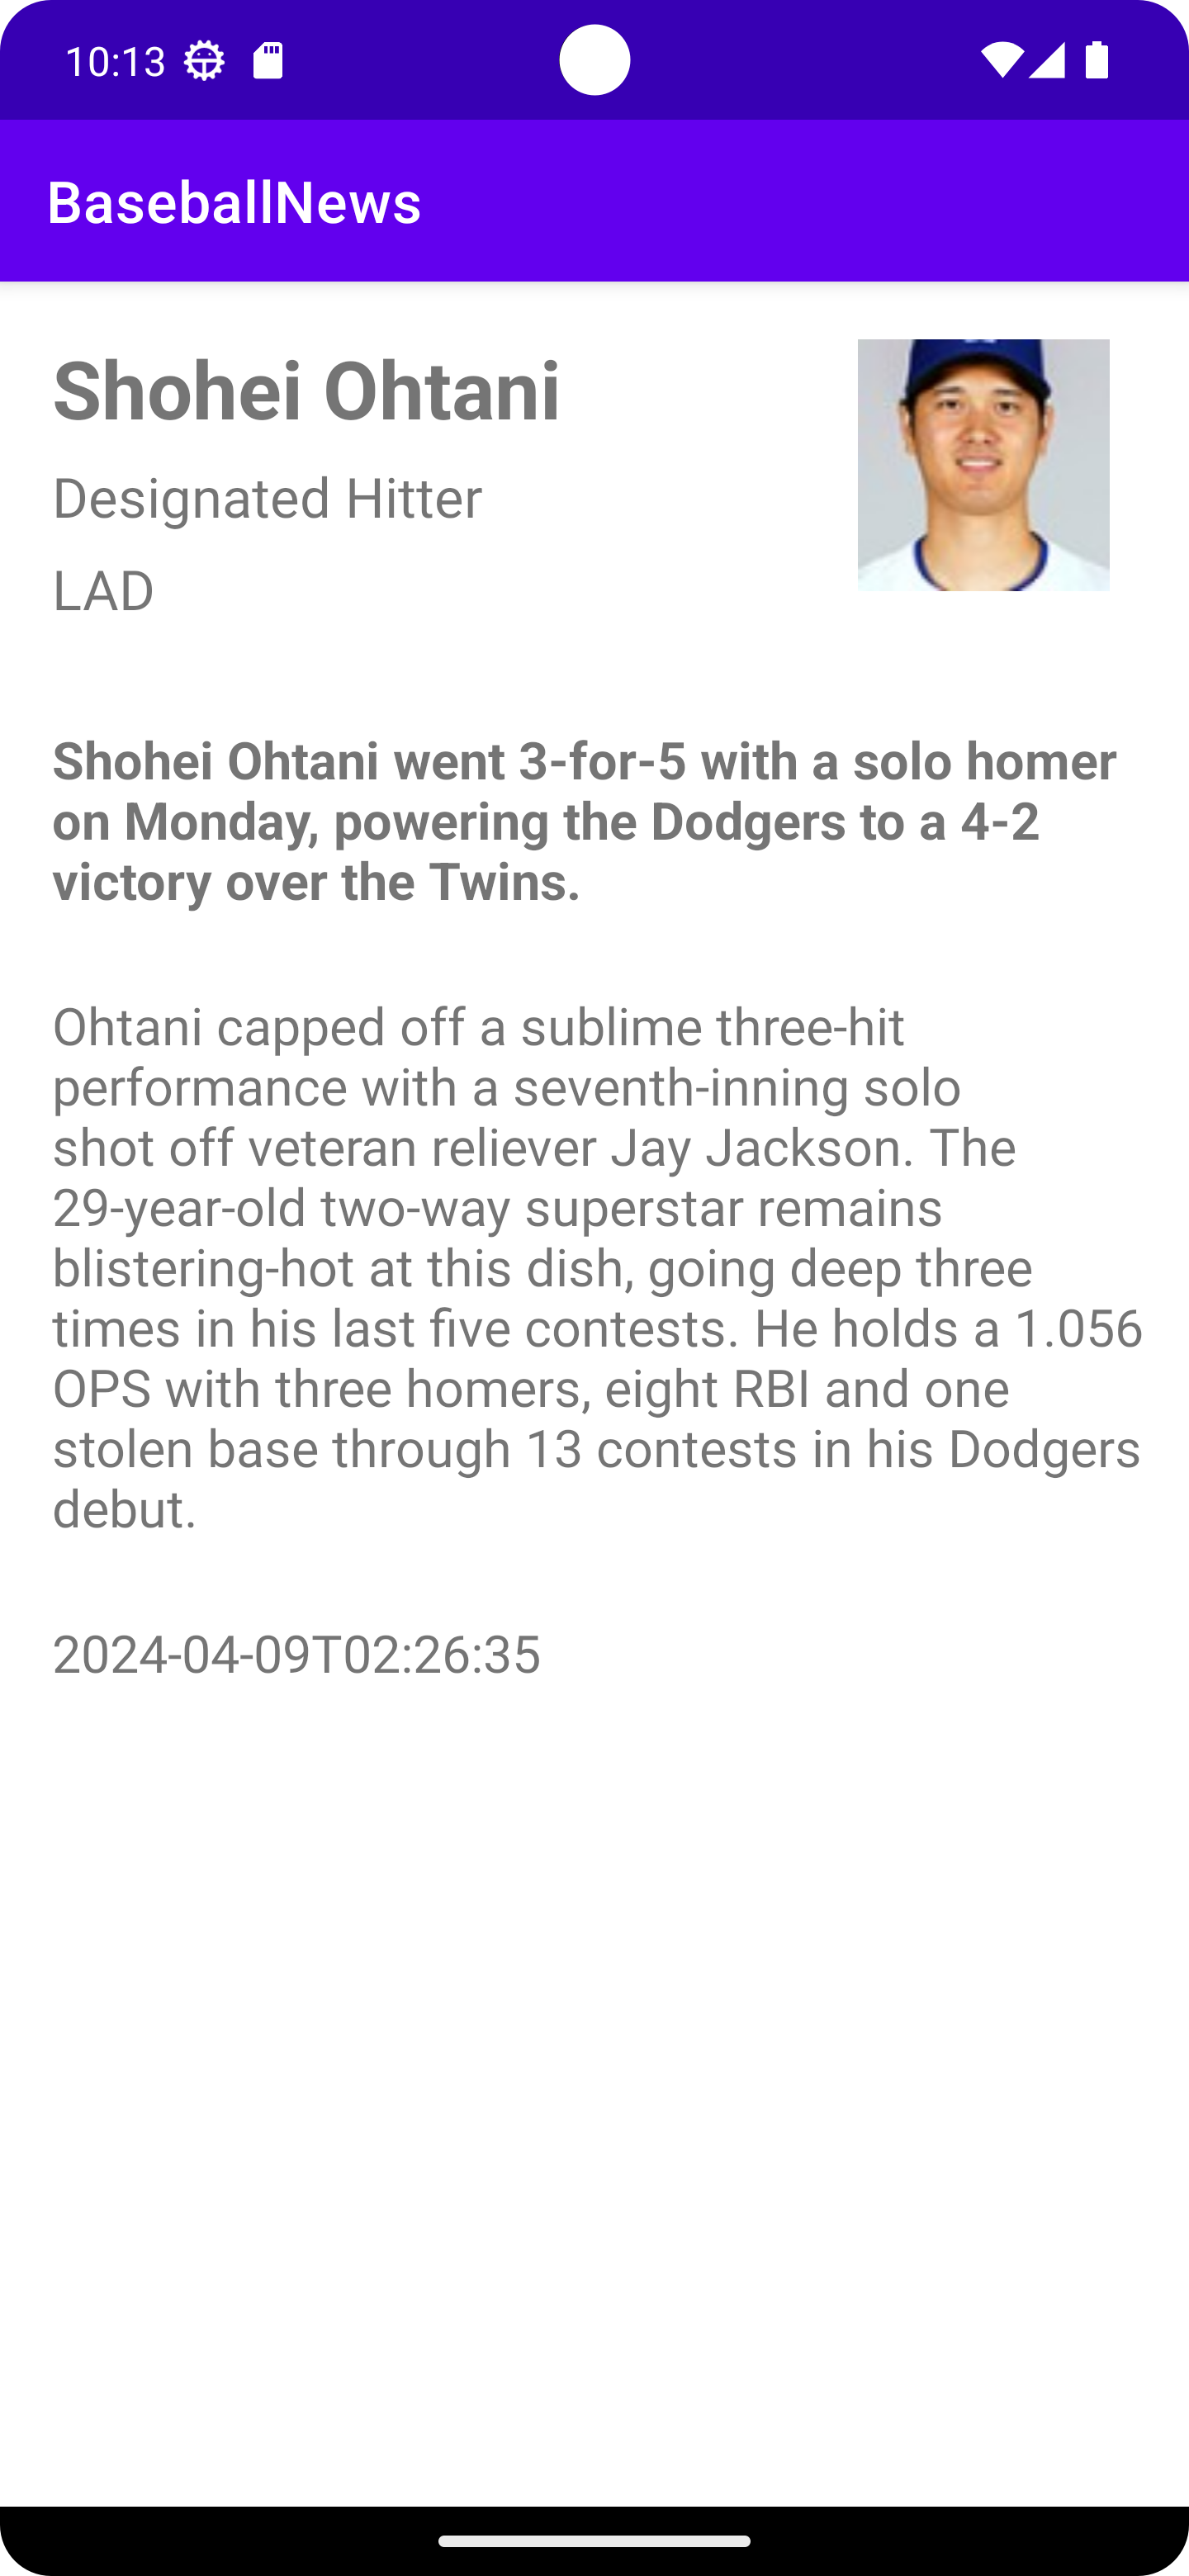 10:13
BaseballNews
Shohei Ohtani
Designated Hitter
LAD
Shohei Ohtani went 3-for-5 with a solo homer
on Monday, powering the Dodgers to a 4-2
victory over the Twins.
Ohtani capped off a sublime three-hit
performance with a seventh-inning solo
shot off veteran reliever Jay Jackson. The
29-year-old two-way superstar remains
blistering-hot at this dish, going deep three
times in his last five contests. He holds a 1.056
OPS with three homers, eight RBI and one
stolen base through 13 contests in his Dodgers
debut.
2024-04-09T02:26:35